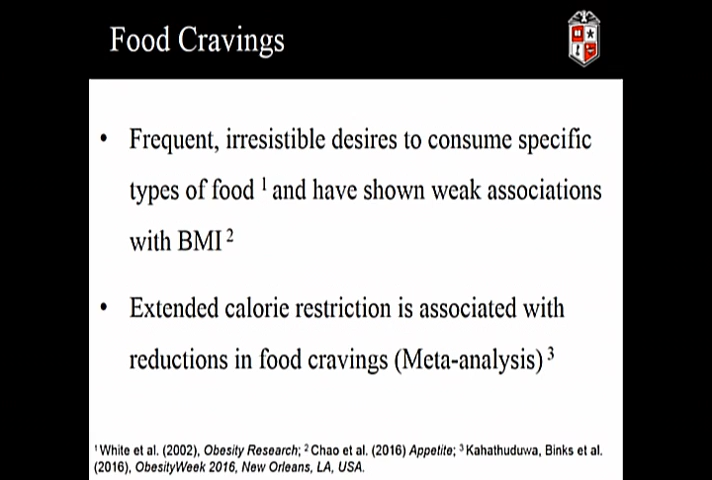 Food Cravings
• Frequent, irresistible desires to consume specific
types of food ¹ and have shown weak associations
with BMI ²
• Extended calorie restriction is associated with
reductions in food cravings (Meta-analysis) ³
¹ White et al. (2002), Obesity Research; ² Chao et al. (2016) Appetite; ³ Kahathuduwa, Binks et al.
(2016), ObesityWeek 2016, New Orleans, LA, USA.